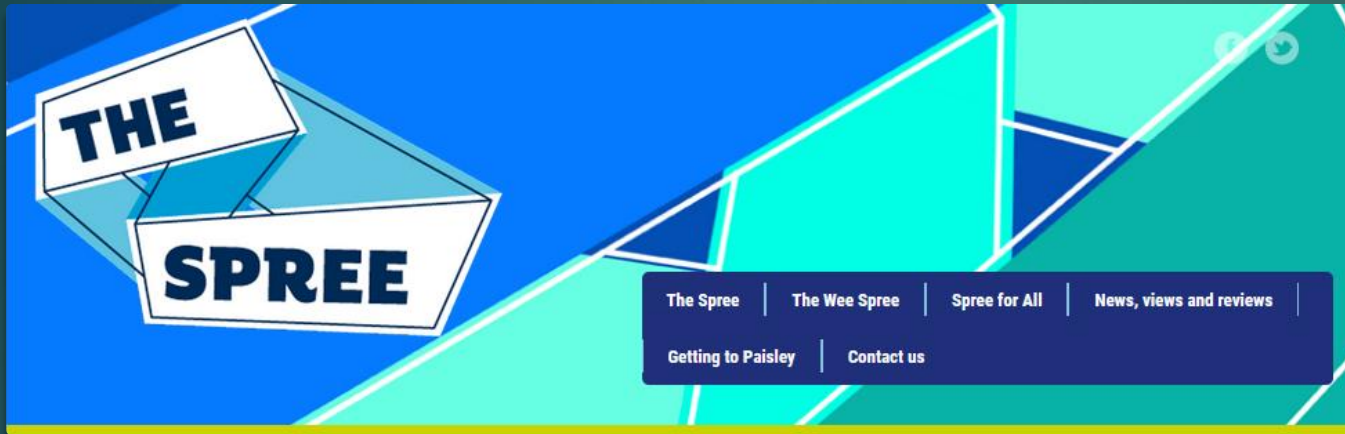 THE
SPREE
The Spree
The Wee Spree
Spree for All
News, views and reviews
Getting to Paisley
Contact us